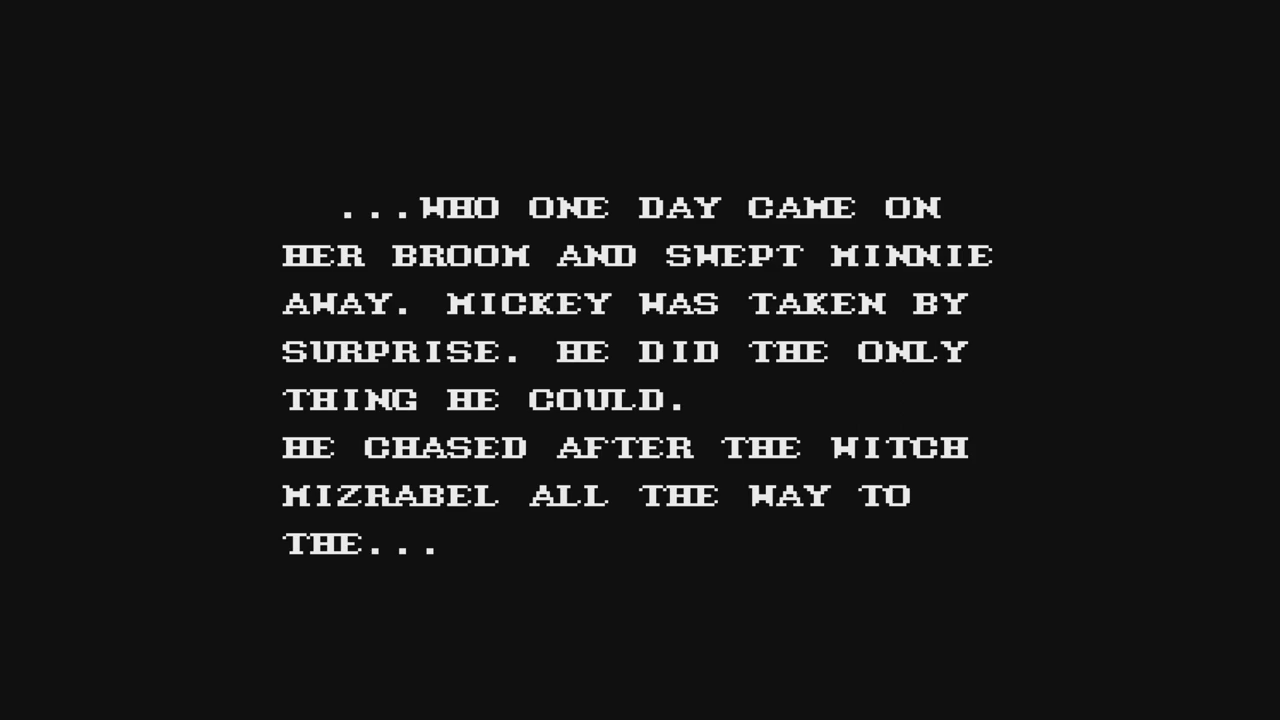 ...WHO ONE DAY CAME ON
HER BROOM AND SWEPT MINNIE
AWAY. MICKEY WAS TAKEN BY
SURPRISE. HE DID THE ONLY
THING HE COULD.
HE CHASED AFTER THE WITCH
MIZRABEL ALL THE WAY TO
THE...